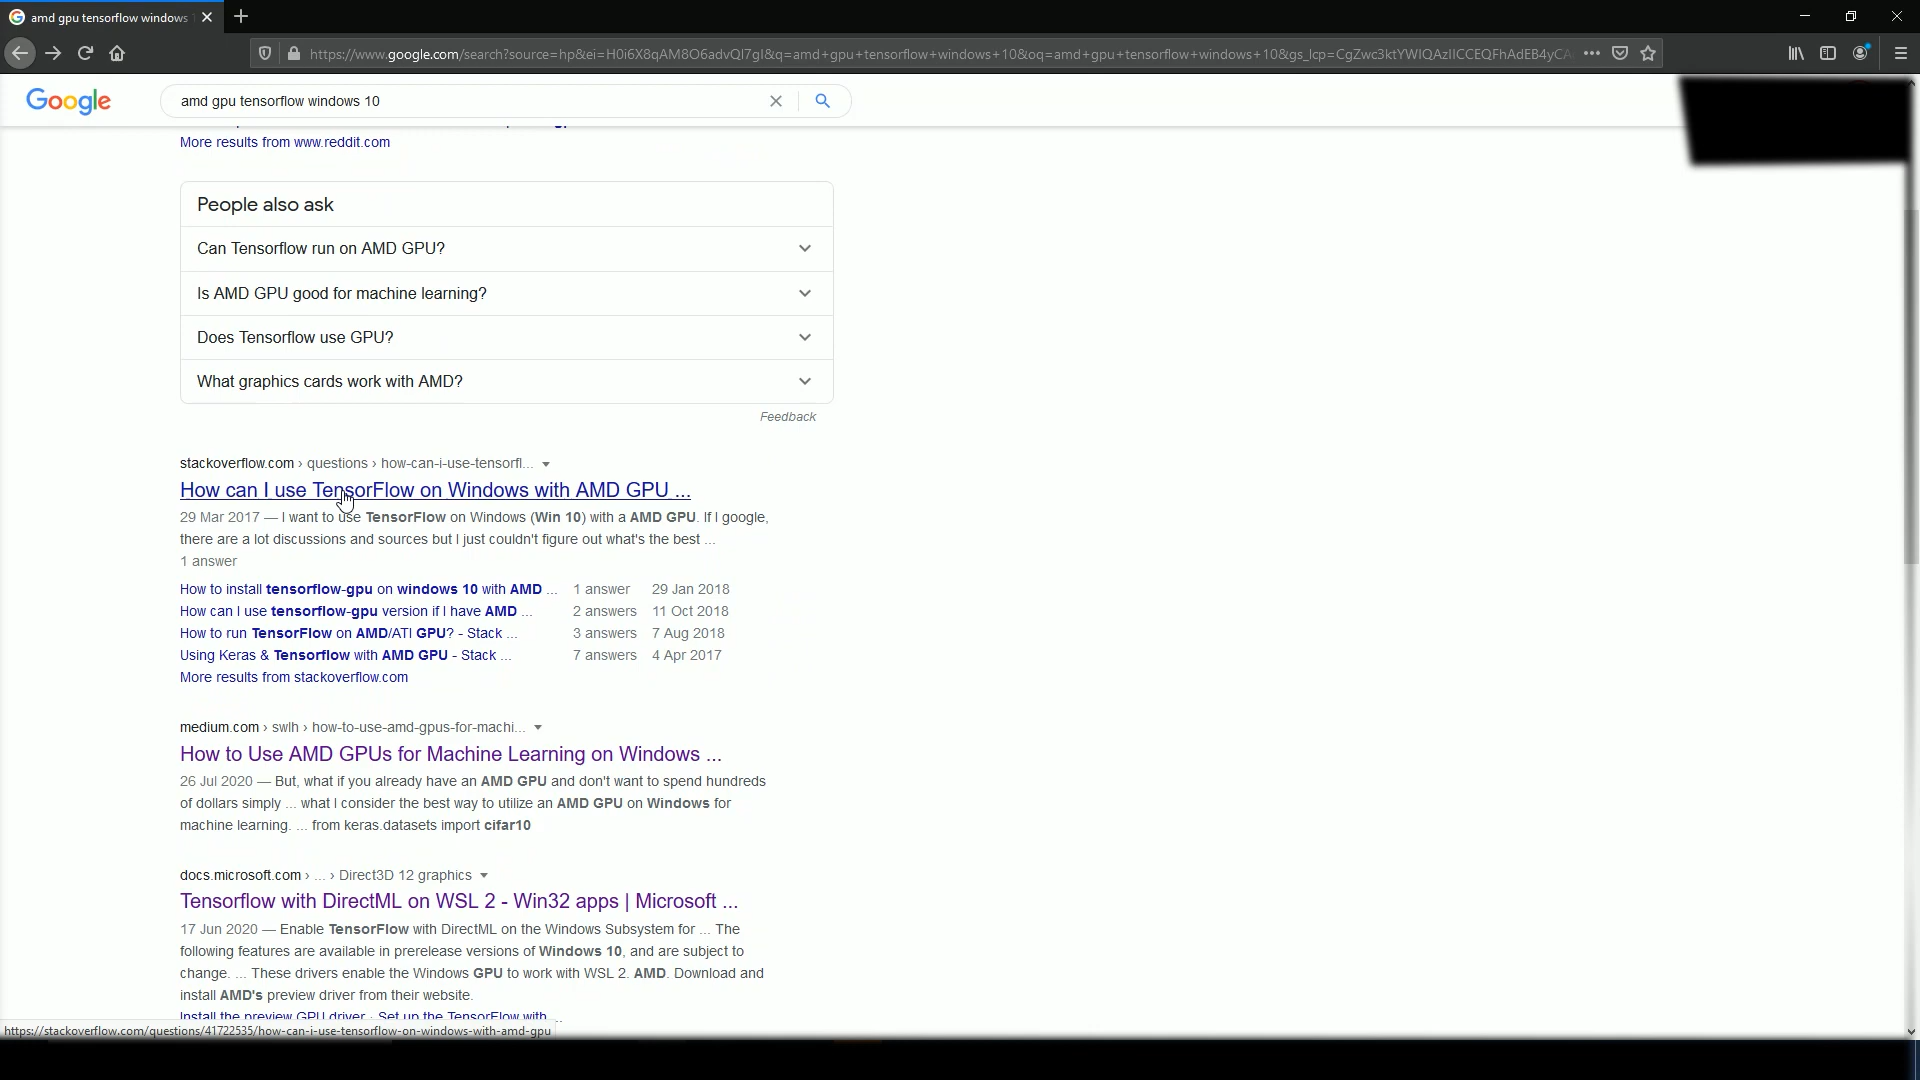 amd gpu tensorflow windows
https://www.google.com/search?source=hp&ei=H0i6X8qAM8O6advQl7gI&q=amd+gpu+tensorflow+windows+10&oq=amd+gpu+tensorflow+windows+10&gs_lcp=CgZwc3ktYWIQAzIICCEQFhAdEB4yCA
Google
amd gpu tensorflow windows 10
More results from www.reddit.com
People also ask
Can Tensorflow run on AMD GPU?
Is AMD GPU good for machine learning?
Does Tensorflow use GPU?
What graphics cards work with AMD?
Feedback
stackoverflow.com › questions › how-can-i-use-tensorfl...
How can I use TensorFlow on Windows with AMD GPU ...
29 Mar 2017 — I want to use TensorFlow on Windows (Win 10) with a AMD GPU. If I google,
there are a lot discussions and sources but I just couldn't figure out what's the best ...
1 answer
How to install tensorflow-gpu on windows 10 with AMD ... 1 answer 29 Jan 2018
How can I use tensorflow-gpu version if I have AMD ... 2 answers 11 Oct 2018
How to run TensorFlow on AMD/ATI GPU? - Stack ... 3 answers 7 Aug 2018
Using Keras & Tensorflow with AMD GPU - Stack ... 7 answers 4 Apr 2017
More results from stackoverflow.com
medium.com › swlh › how-to-use-amd-gpus-for-machi...
How to Use AMD GPUs for Machine Learning on Windows ...
26 Jul 2020 — But, what if you already have an AMD GPU and don't want to spend hundreds
of dollars simply ... what I consider the best way to utilize an AMD GPU on Windows for
machine learning. ... from keras.datasets import cifar10
docs.microsoft.com › ... › Direct3D 12 graphics
Tensorflow with DirectML on WSL 2 - Win32 apps | Microsoft ...
17 Jun 2020 — Enable TensorFlow with DirectML on the Windows Subsystem for ... The
following features are available in prerelease versions of Windows 10, and are subject to
change. ... These drivers enable the Windows GPU to work with WSL 2. AMD. Download and
install AMD's preview driver from their website.
Install the preview GPU driver · Set up the TensorFlow with ...
https://stackoverflow.com/questions/41722535/how-can-i-use-tensorflow-on-windows-with-amd-gpu